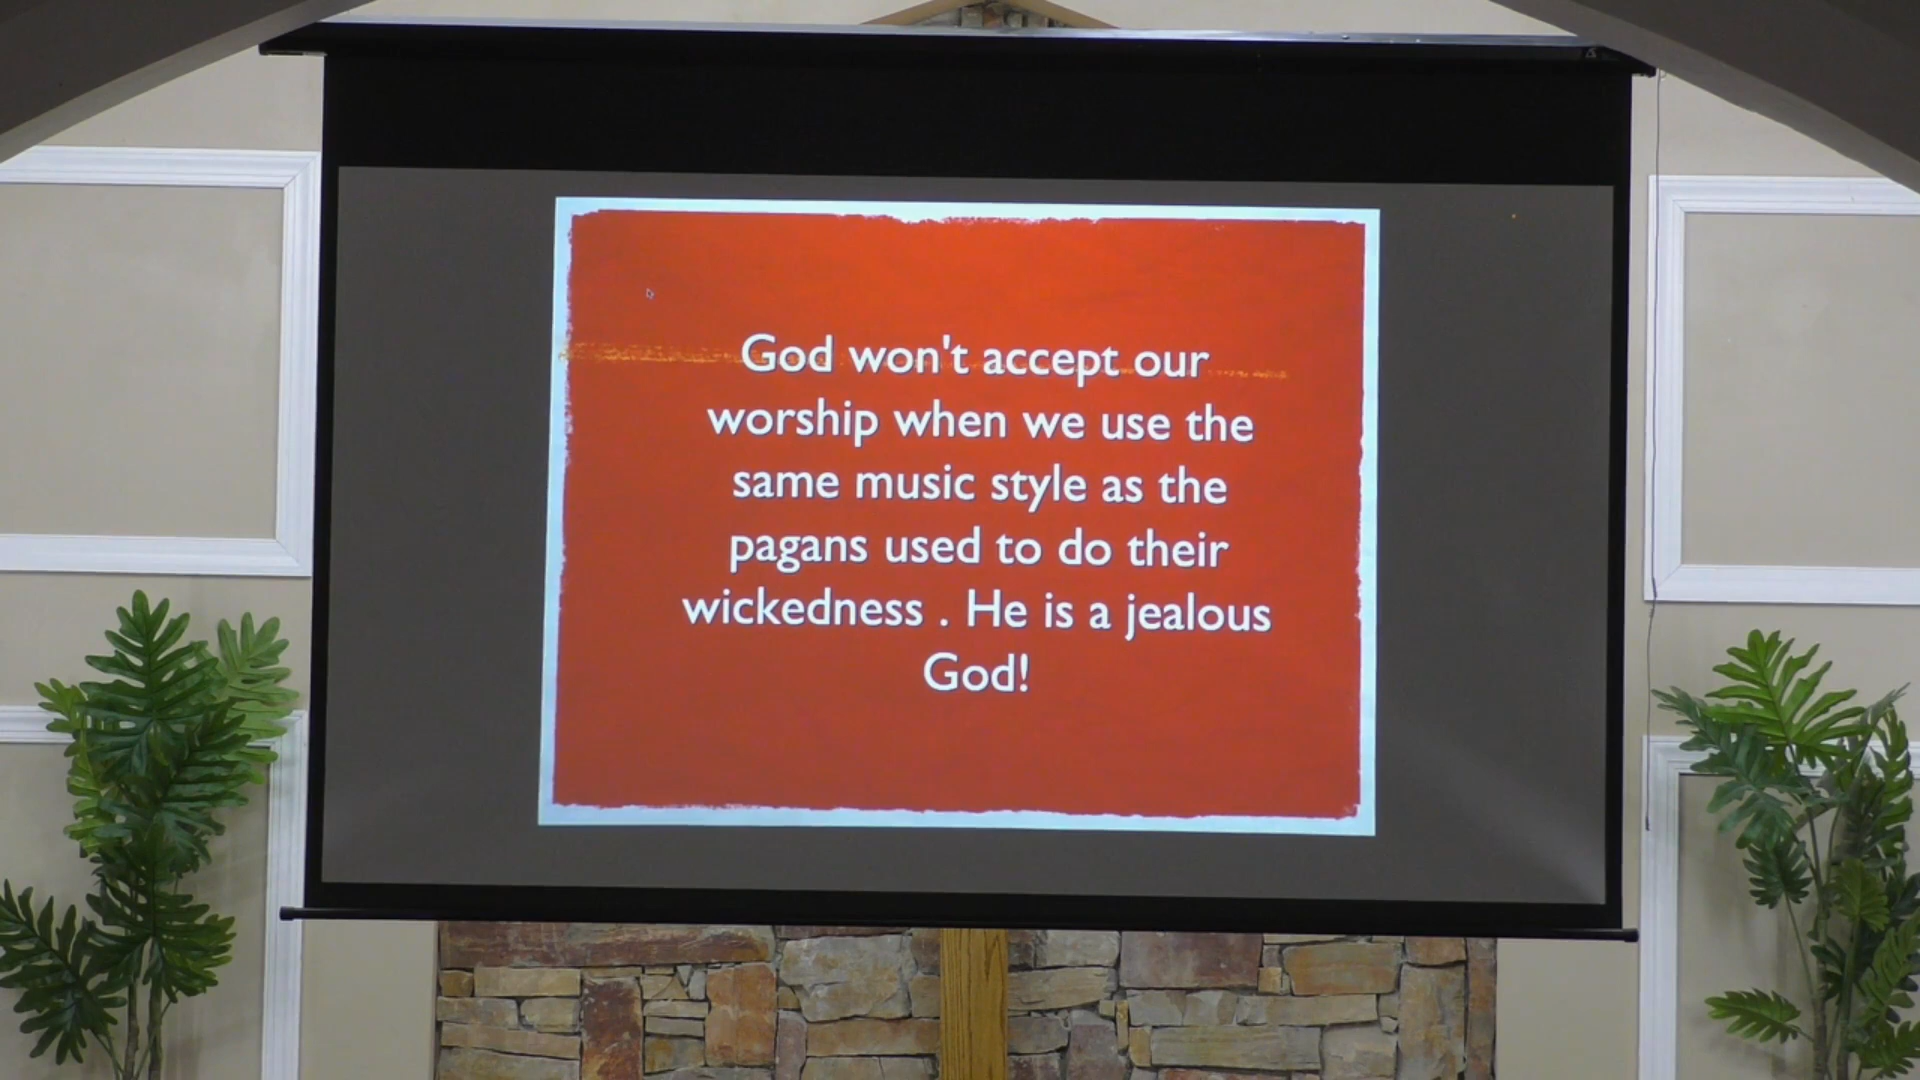 God won't accept our
worship when we use the
same music style as the
pagans used to do their
wickedness . He is a jealous
God!